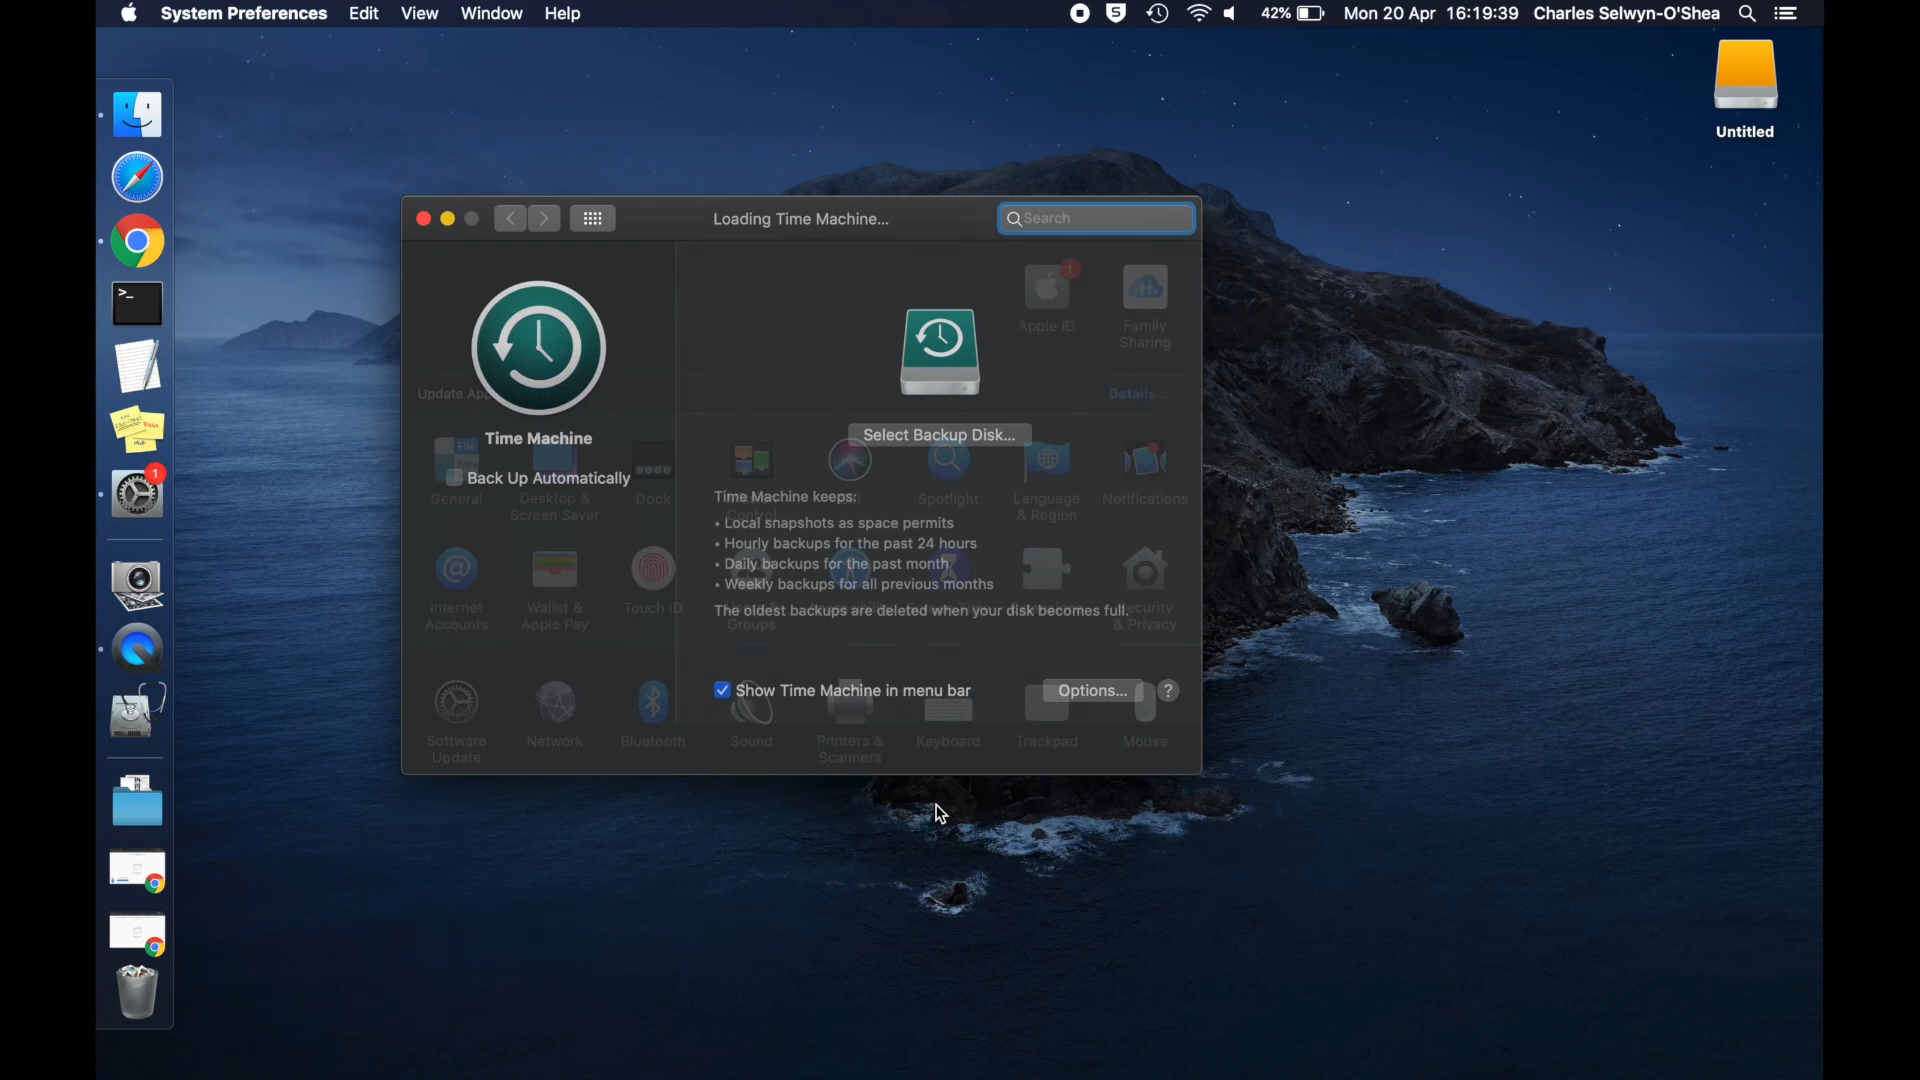 System Preferences Edit View Window Help 42% Mon 20 Apr 16:19:39 Charles Selwyn-O'Shea
Untitled
Loading Time Machine...
Search
1
Apple ID
Family
Sharing
Update App
Details...
Time Machine
Select Backup Disk...
File
Back Up Automatically
General
Desktop &
Screen Saver
Dock
Control
Spotlight
Language
& Region
Notifications
1
Time Machine keeps:
• Local snapshots as space permits
• Hourly backups for the past 24 hours
• Daily backups for the past month
• Weekly backups for all previous months
The oldest backups are deleted when your disk becomes full.
Internet
Accounts
Wallet &
Apple Pay
Touch ID
Groups
Security
& Privacy
Show Time Machine in menu bar
Options...
?
Software
Update
Network
Bluetooth
Sound
Printers &
Scanners
Keyboard
Trackpad
Mouse